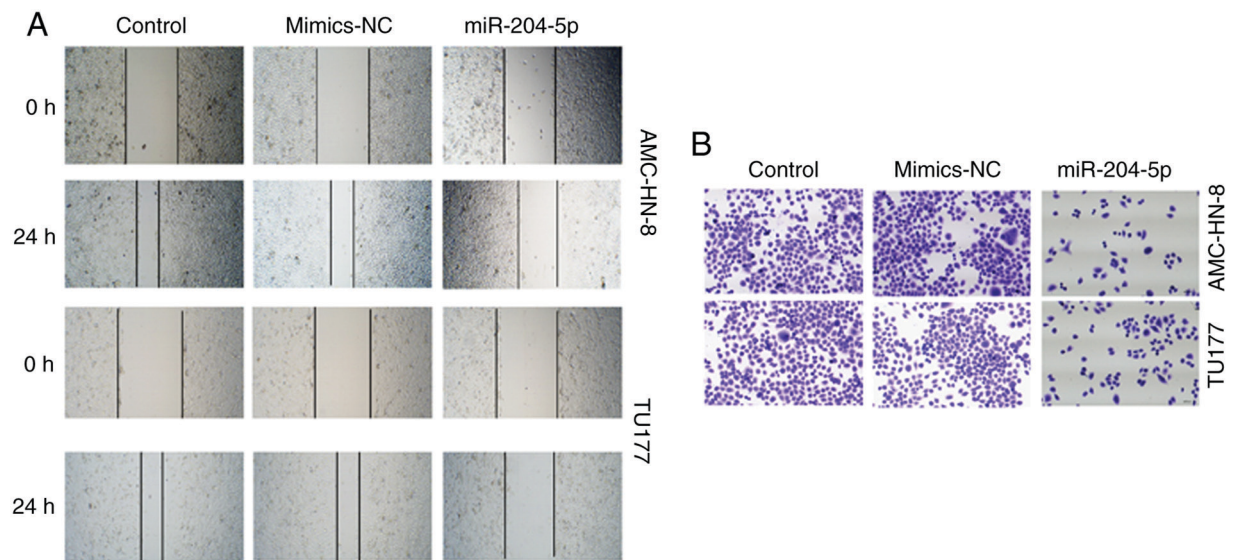 A
Control Mimics-NC miR-204-5p
0 h
24 h
AMC-HN-8
0 h
24 h
TU177
B
Control Mimics-NC miR-204-5p
AMC-HN-8
TU177